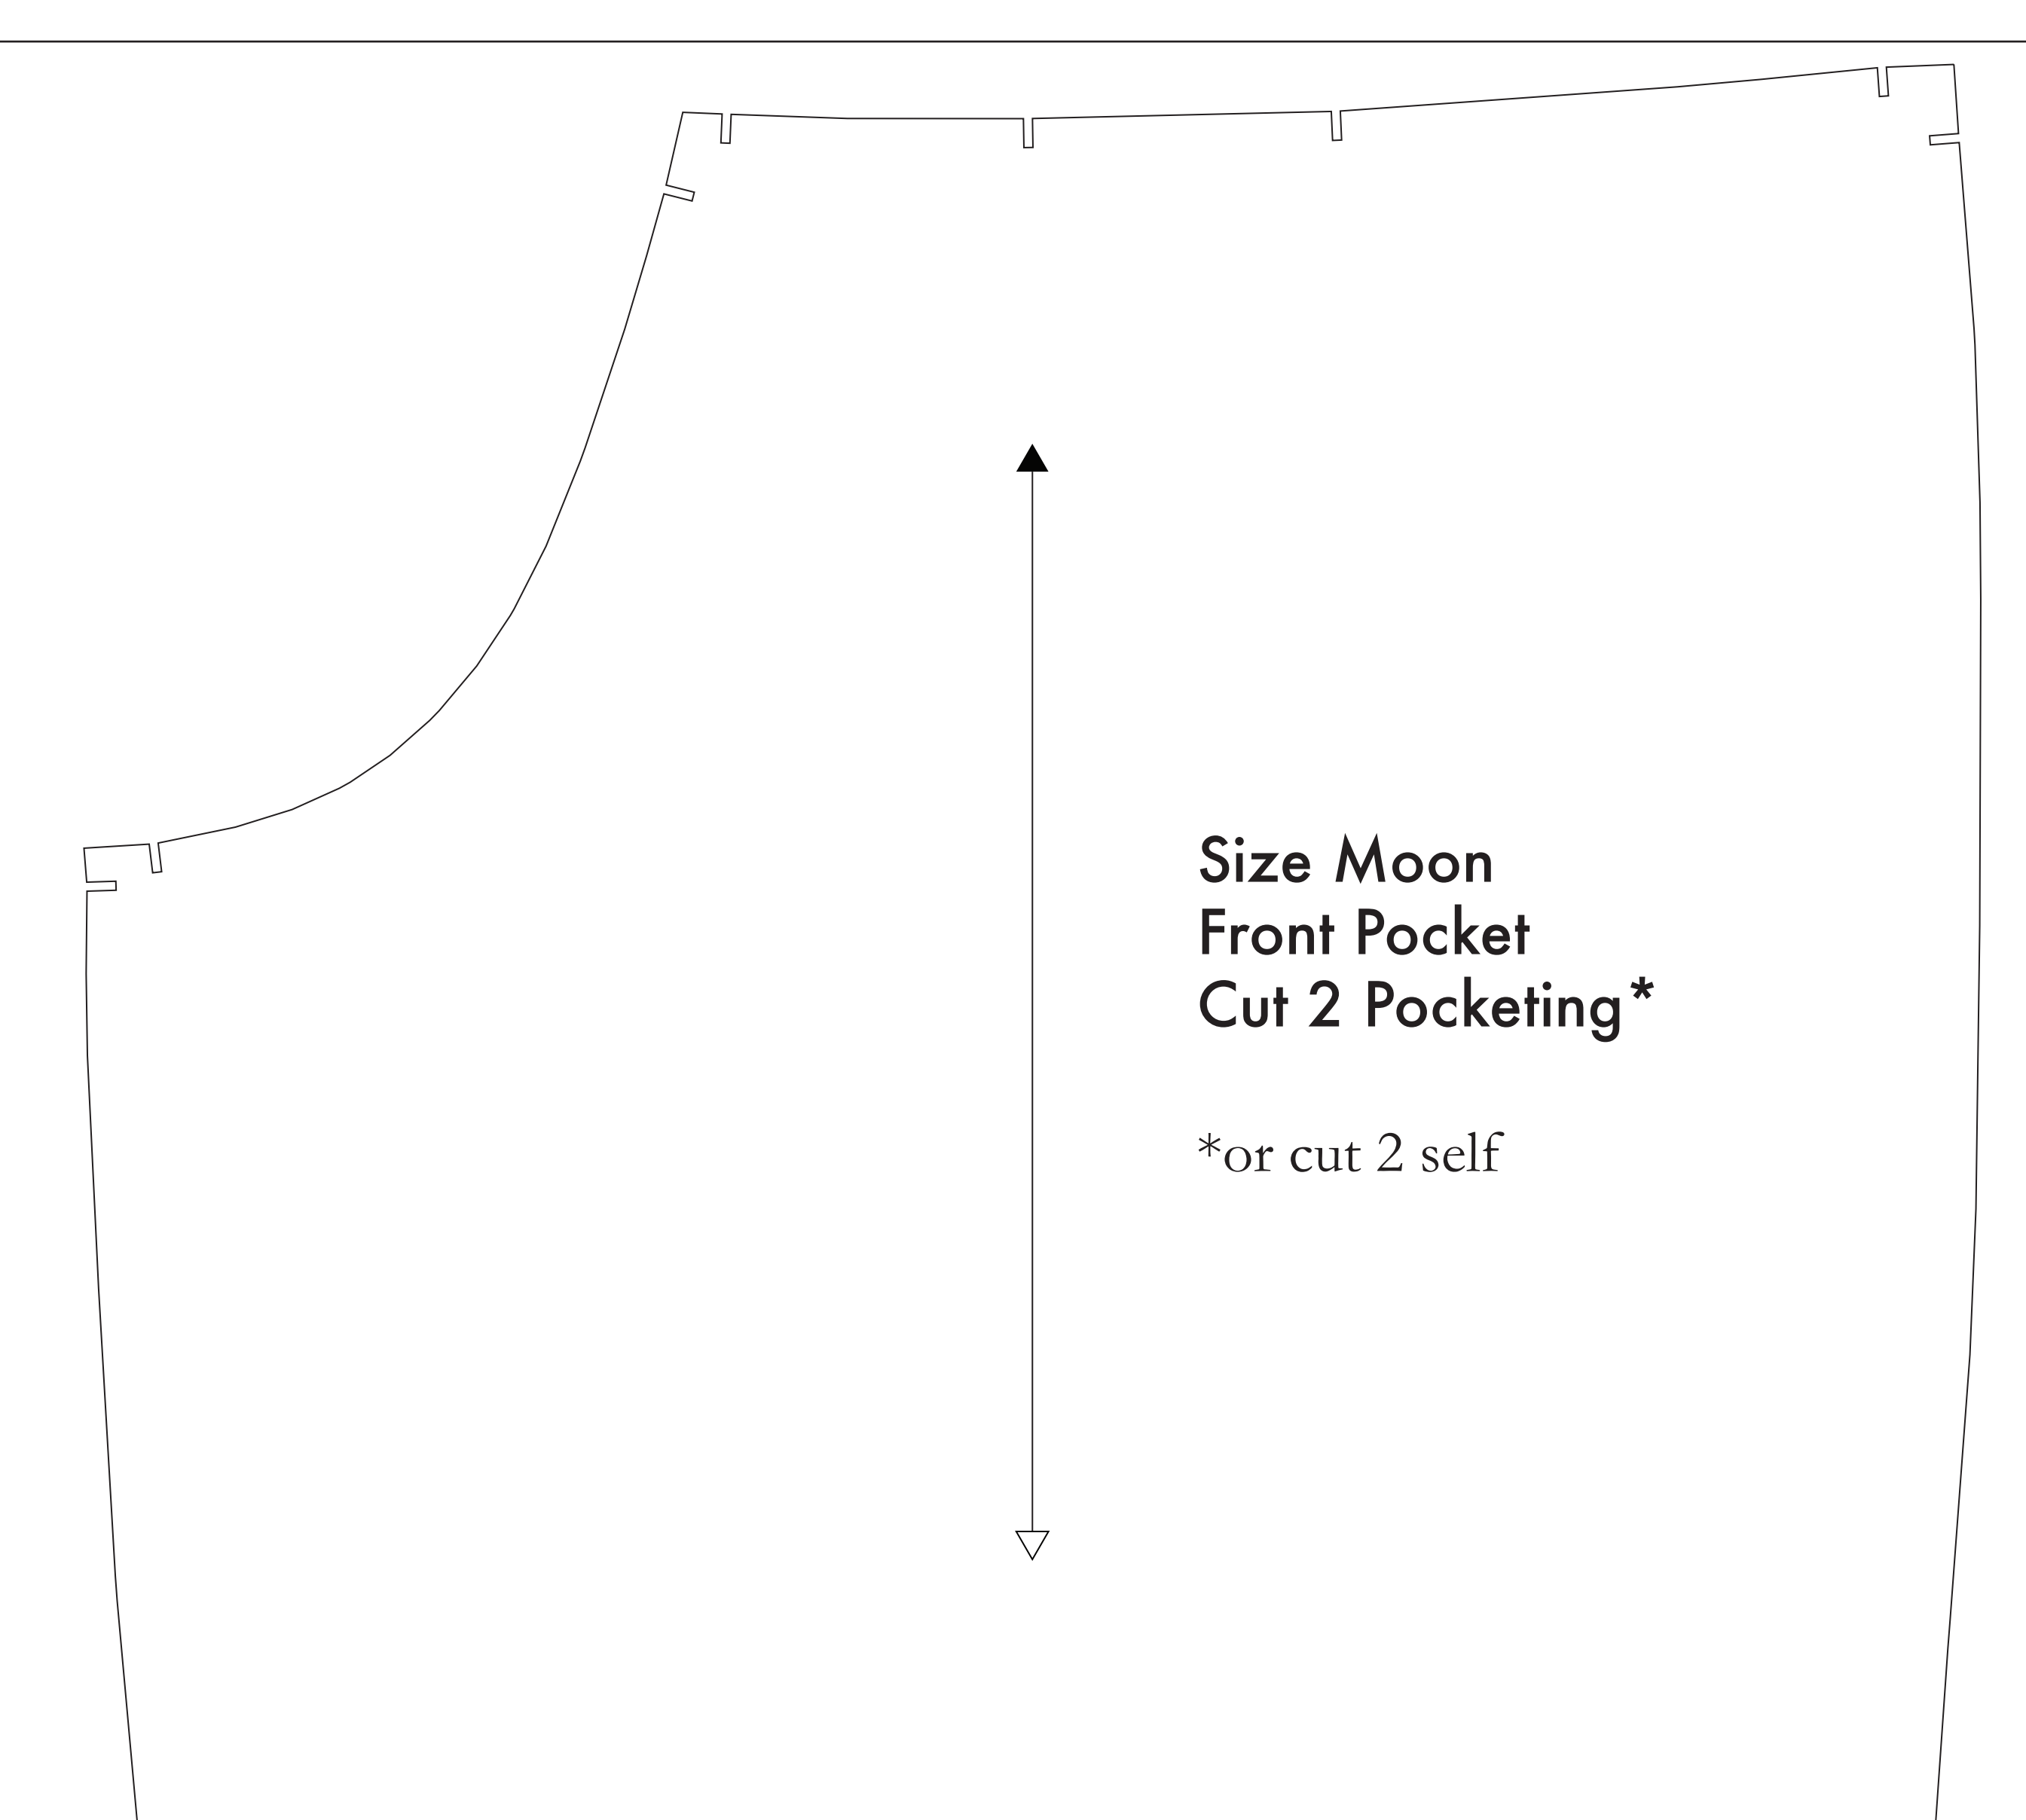 Size Moon
Front Pocket
Cut 2 Pocketing*
*or cut 2 self